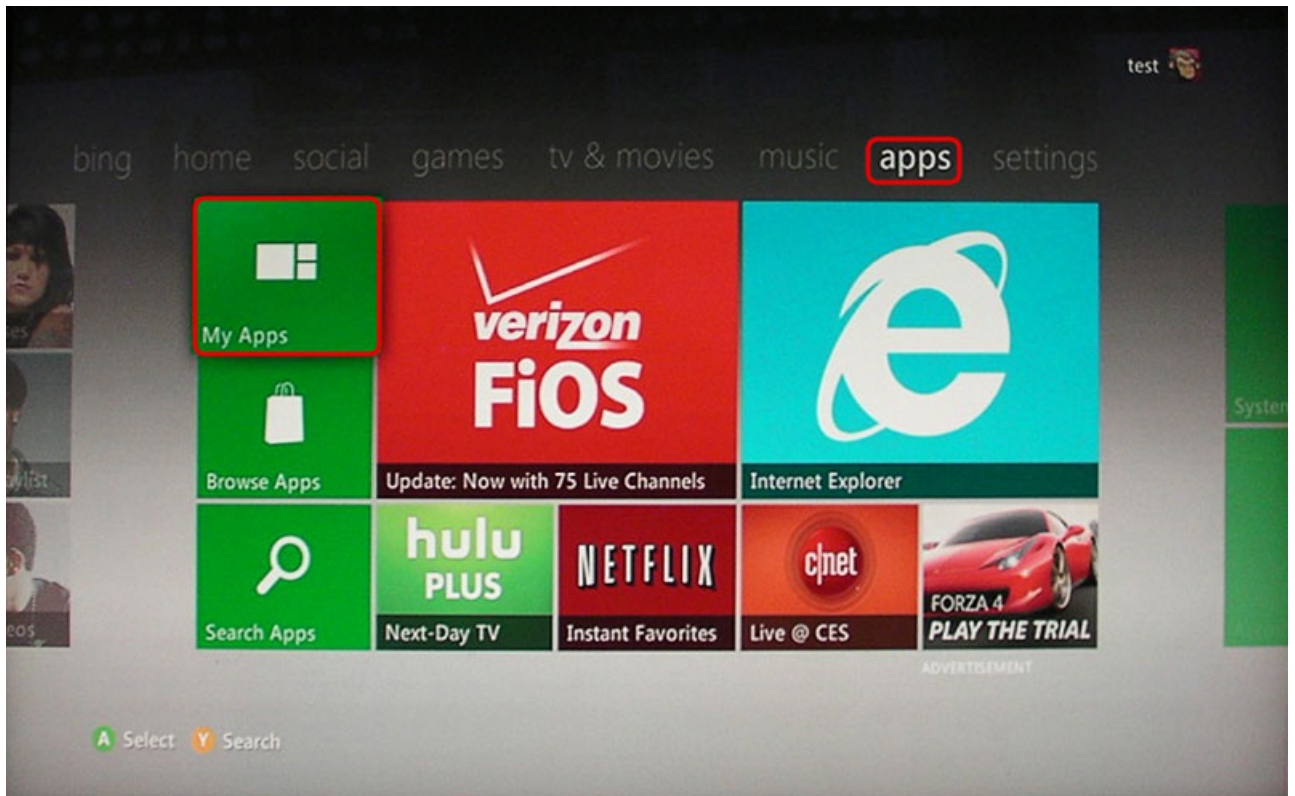 test
bing home social games tv & movies music apps settings
My Apps
verizon
FiOS
Update: Now with 75 Live Channels
Internet Explorer
Browse Apps
System
hulu
PLUS
Next-Day TV
NETFLIX
Instant Favorites
c|net
Live @ CES
FORZA 4
PLAY THE TRIAL
Search Apps
ADVERTISEMENT
A Select Y Search